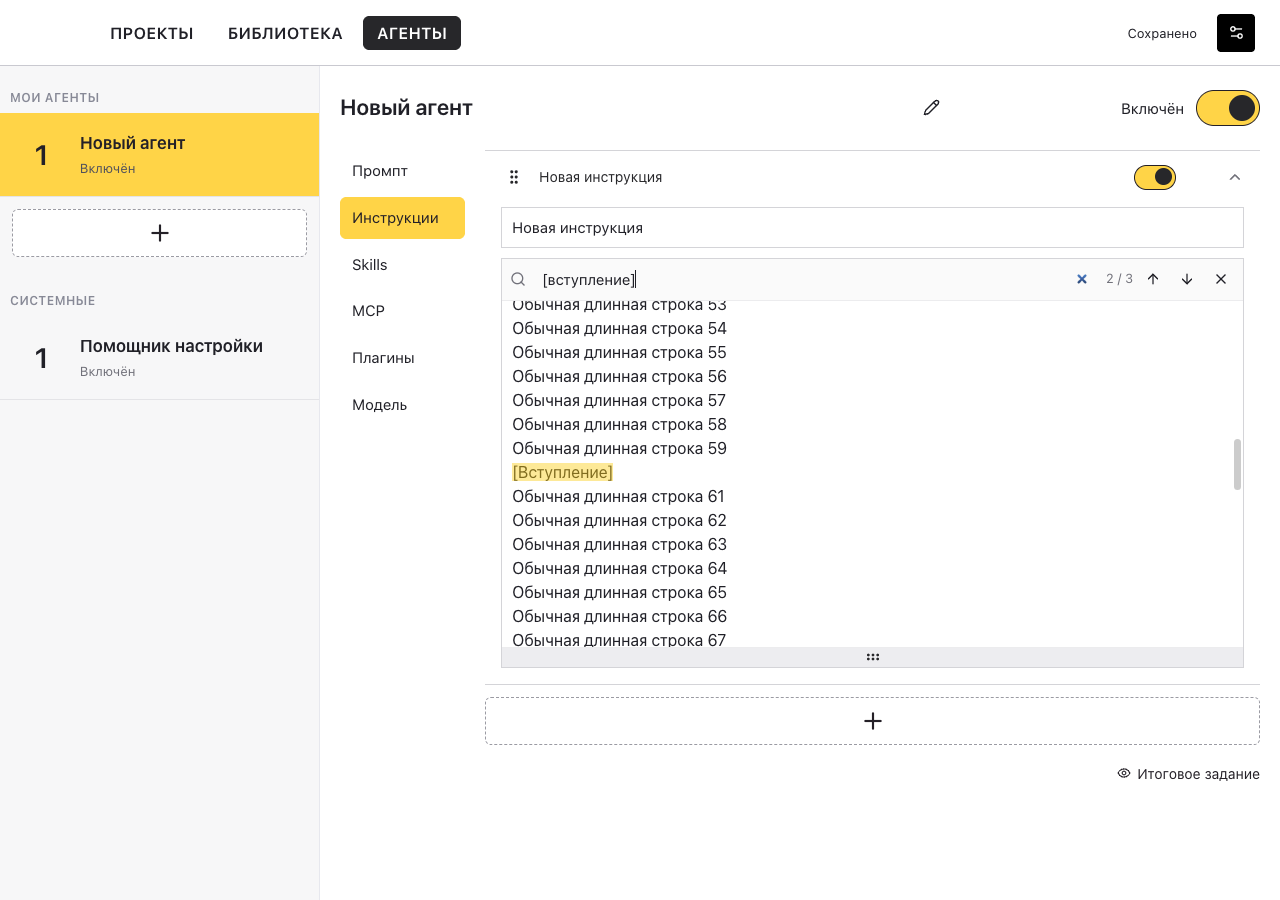 ПРОЕКТЫ БИБЛИОТЕКА АГЕНТЫ Сохранено
МОИ АГЕНТЫ
1 Новый агент
Включён
СИСТЕМНЫЕ
1 Помощник настройки
Включён
Новый агент Включён
Промпт
Инструкции
Skills
MCP
Плагины
Модель
Новая инструкция
Новая инструкция
[вступление] 2 / 3
Обычная длинная строка 53
Обычная длинная строка 54
Обычная длинная строка 55
Обычная длинная строка 56
Обычная длинная строка 57
Обычная длинная строка 58
Обычная длинная строка 59
[Вступление]
Обычная длинная строка 61
Обычная длинная строка 62
Обычная длинная строка 63
Обычная длинная строка 64
Обычная длинная строка 65
Обычная длинная строка 66
Обычная длинная строка 67
Итоговое задание